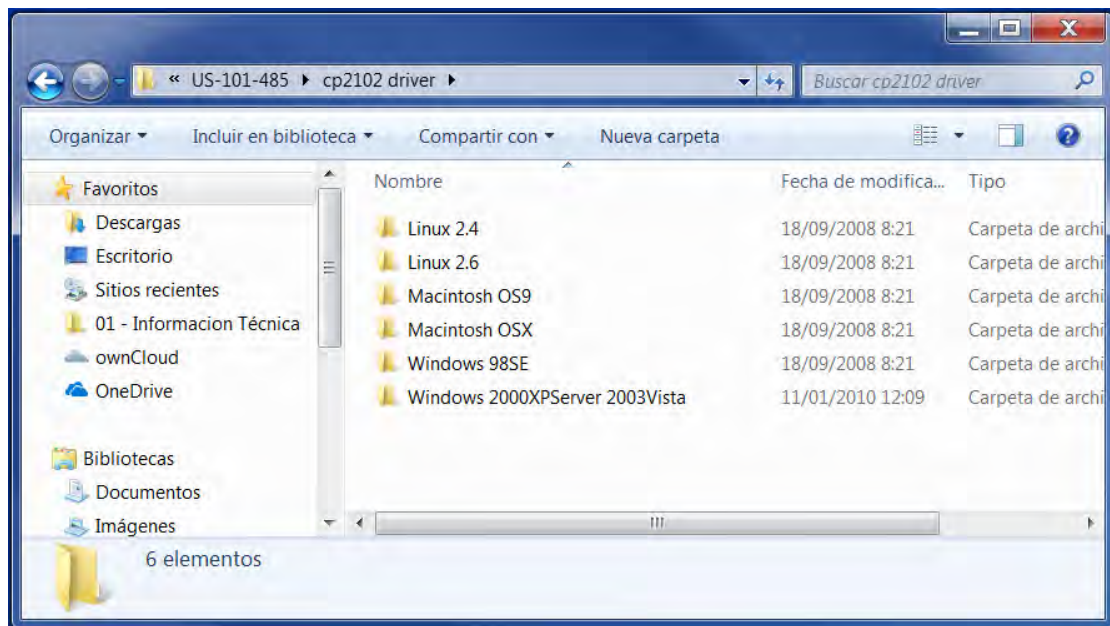 « US-101-485 ▸ cp2102 driver ▸ Buscar cp2102 driver
Organizar Incluir en biblioteca Compartir con Nueva carpeta
Favoritos
Descargas
Escritorio
Sitios recientes
01 - Informacion Técnica
ownCloud
OneDrive
Bibliotecas
Documentos
Imágenes
Nombre Fecha de modifica... Tipo
Linux 2.4 18/09/2008 8:21 Carpeta de archi
Linux 2.6 18/09/2008 8:21 Carpeta de archi
Macintosh OS9 18/09/2008 8:21 Carpeta de archi
Macintosh OSX 18/09/2008 8:21 Carpeta de archi
Windows 98SE 18/09/2008 8:21 Carpeta de archi
Windows 2000XPServer 2003Vista 11/01/2010 12:09 Carpeta de archi
6 elementos